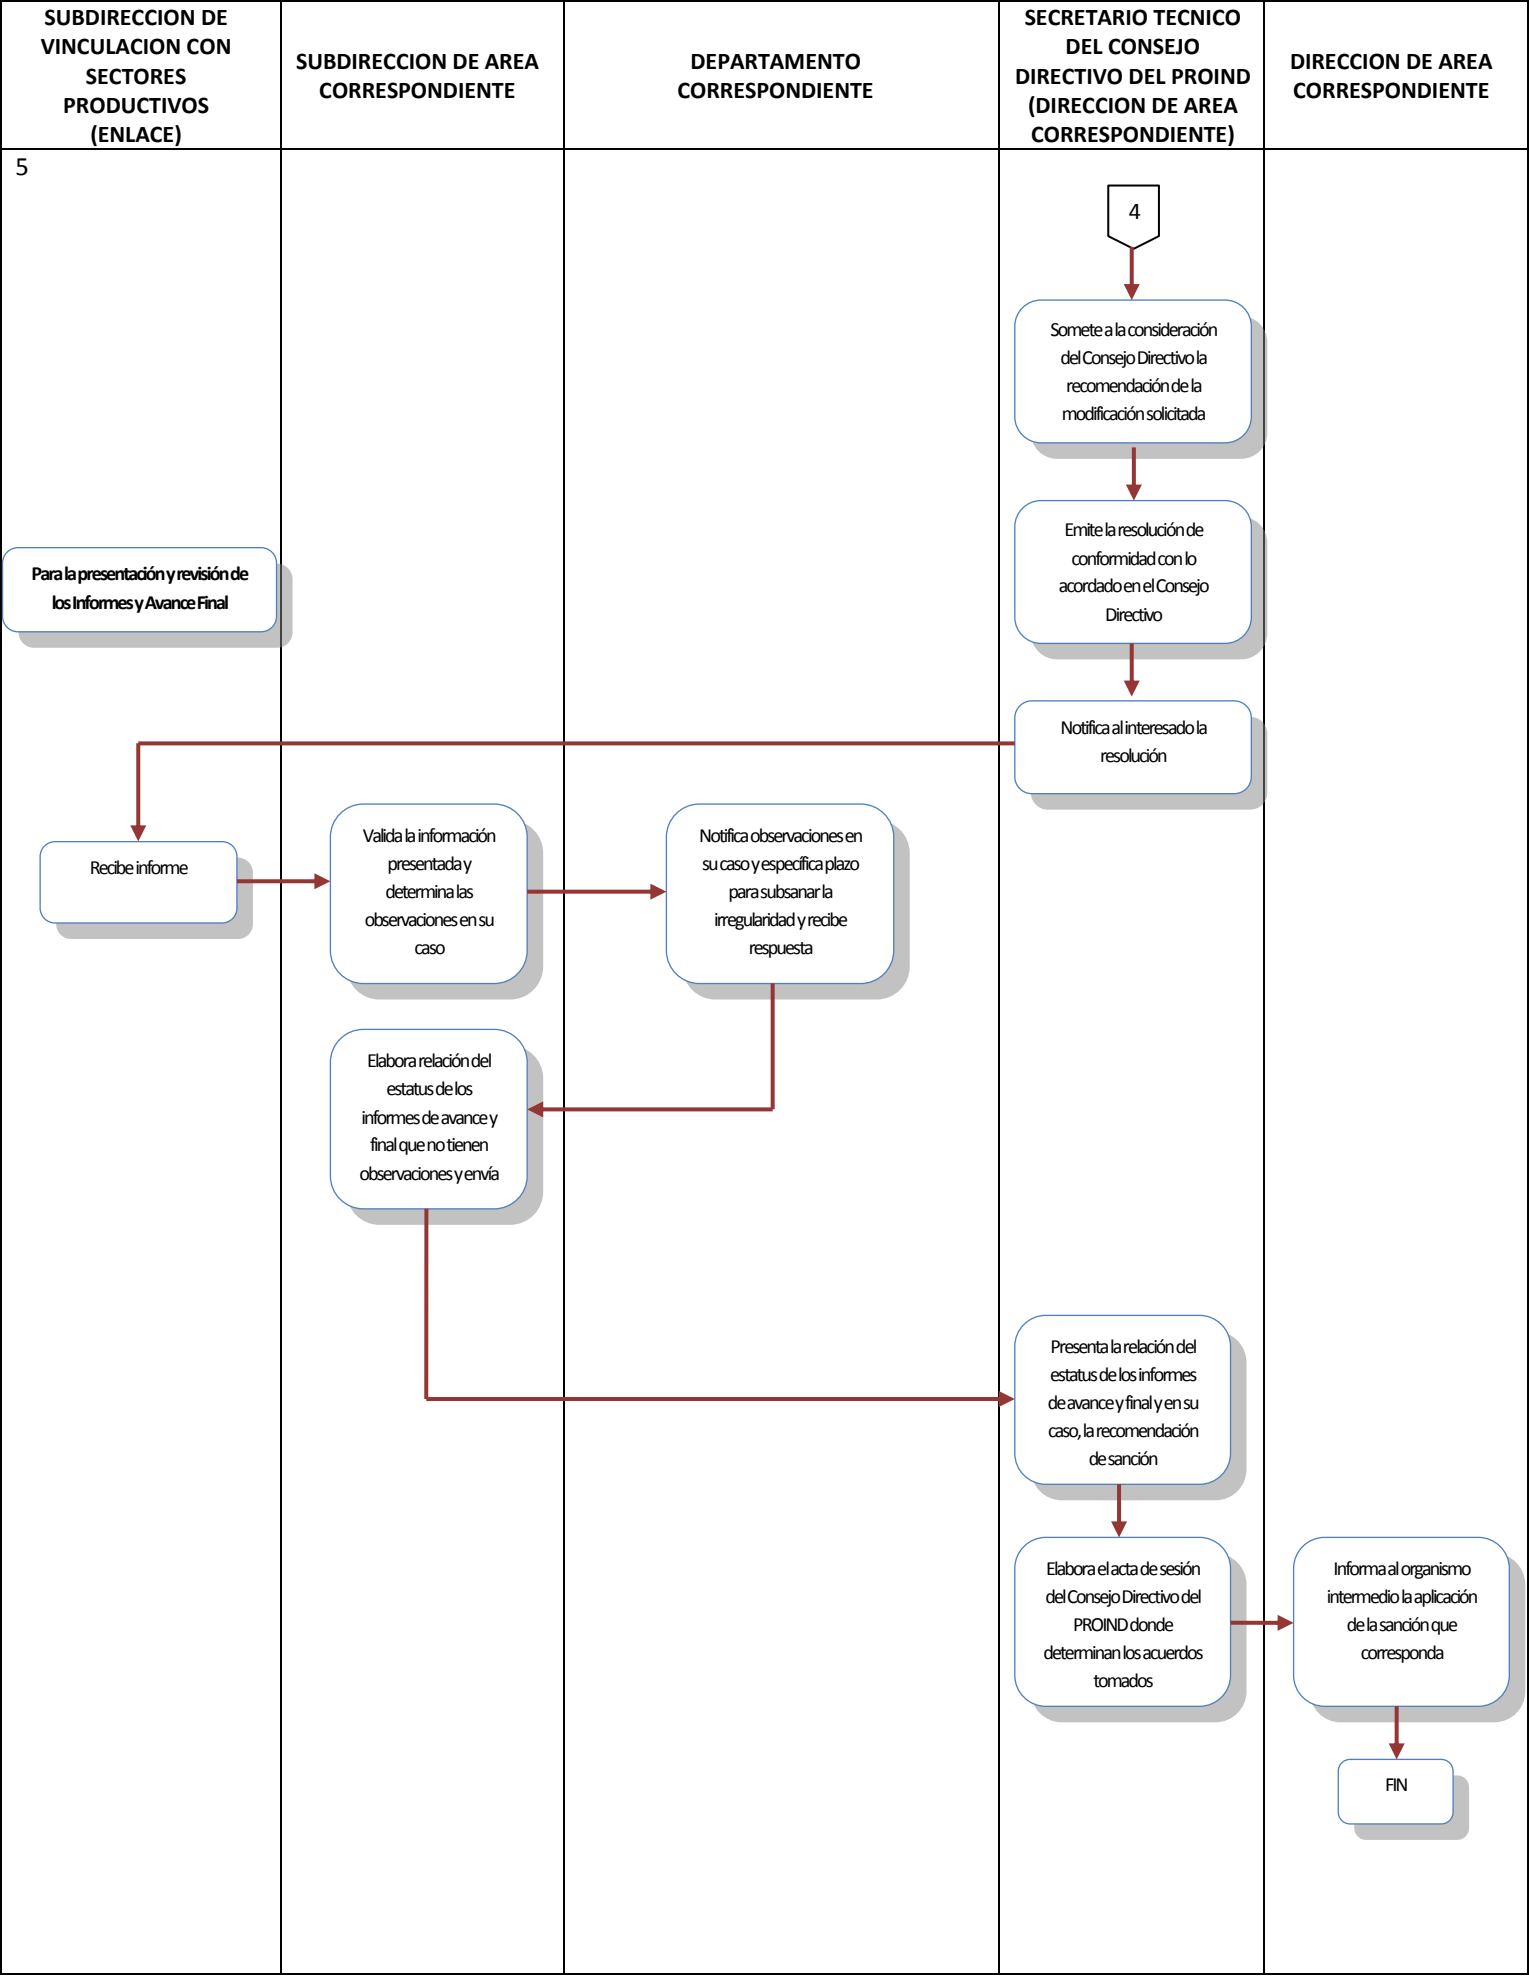 SUBDIRECCION DE
VINCULACION CON
SECTORES
PRODUCTIVOS
(ENLACE)
SUBDIRECCION DE AREA
CORRESPONDIENTE
DEPARTAMENTO
CORRESPONDIENTE
SECRETARIO TECNICO
DEL CONSEJO
DIRECTIVO DEL PROIND
(DIRECCION DE AREA
CORRESPONDIENTE)
DIRECCION DE AREA
CORRESPONDIENTE
5
4
Somete a la consideración
del Consejo Directivo la
recomendación de la
modificación solicitada
Emite la resolución de
conformidad con lo
acordado en el Consejo
Directivo
Para la presentación y revisión de
los Informes y Avance Final
Notifica al interesado la
resolución
Recibe informe
Valida la información
presentada y
determina las
observaciones en su
caso
Notifica observaciones en
su caso y específica plazo
para subsanar la
irregularidad y recibe
respuesta
Elabora relación del
estatus de los
informes de avance y
final que no tienen
observaciones y envía
Presenta la relación del
estatus de los informes
de avance y final y en su
caso, la recomendación
de sanción
Elabora el acta de sesión
del Consejo Directivo del
PROIND donde
determinan los acuerdos
tomados
Informa al organismo
intermedio la aplicación
de la sanción que
corresponda
FIN